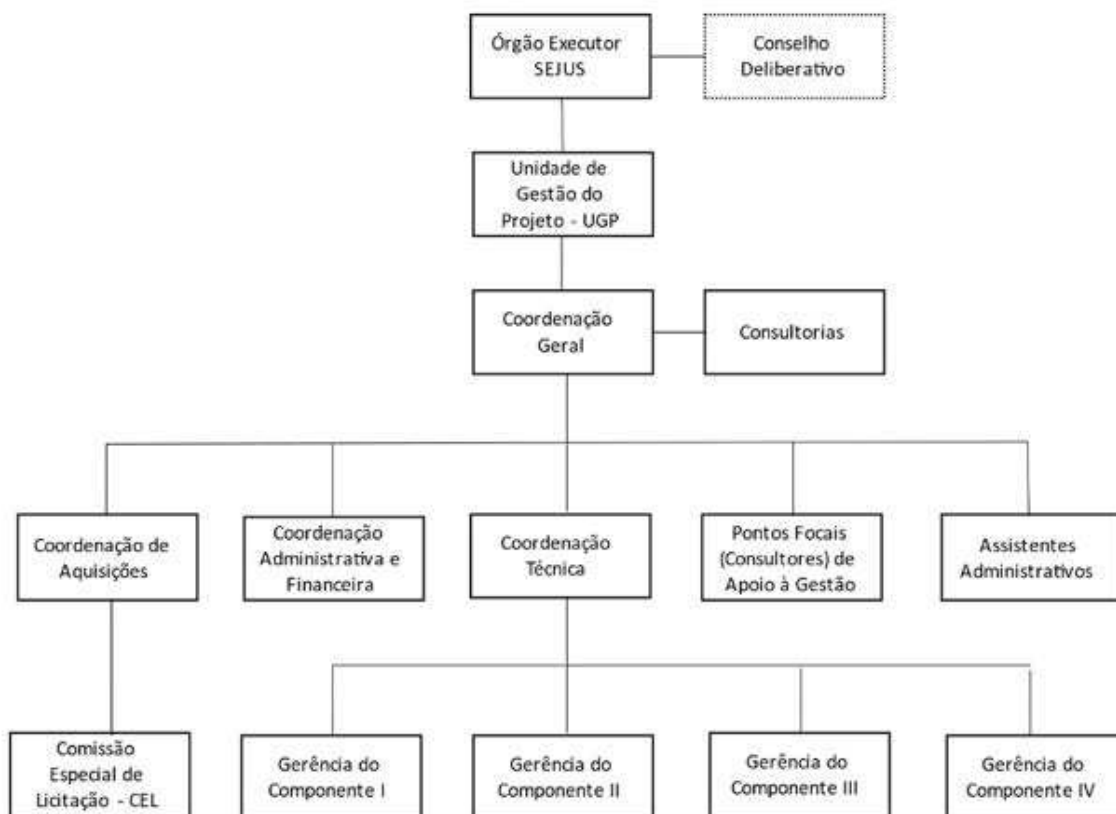 Órgão Executor
SEJUS
Conselho
Deliberativo
Unidade de
Gestão do
Projeto - UGP
Coordenação
Geral
Consultorias
Coordenação de
Aquisições
Coordenação
Administrativa e
Financeira
Coordenação
Técnica
Pontos Focais
(Consultores) de
Apoio à Gestão
Assistentes
Administrativos
Comissão
Especial de
Licitação - CEL
Gerência do
Componente I
Gerência do
Componente II
Gerência do
Componente III
Gerência do
Componente IV